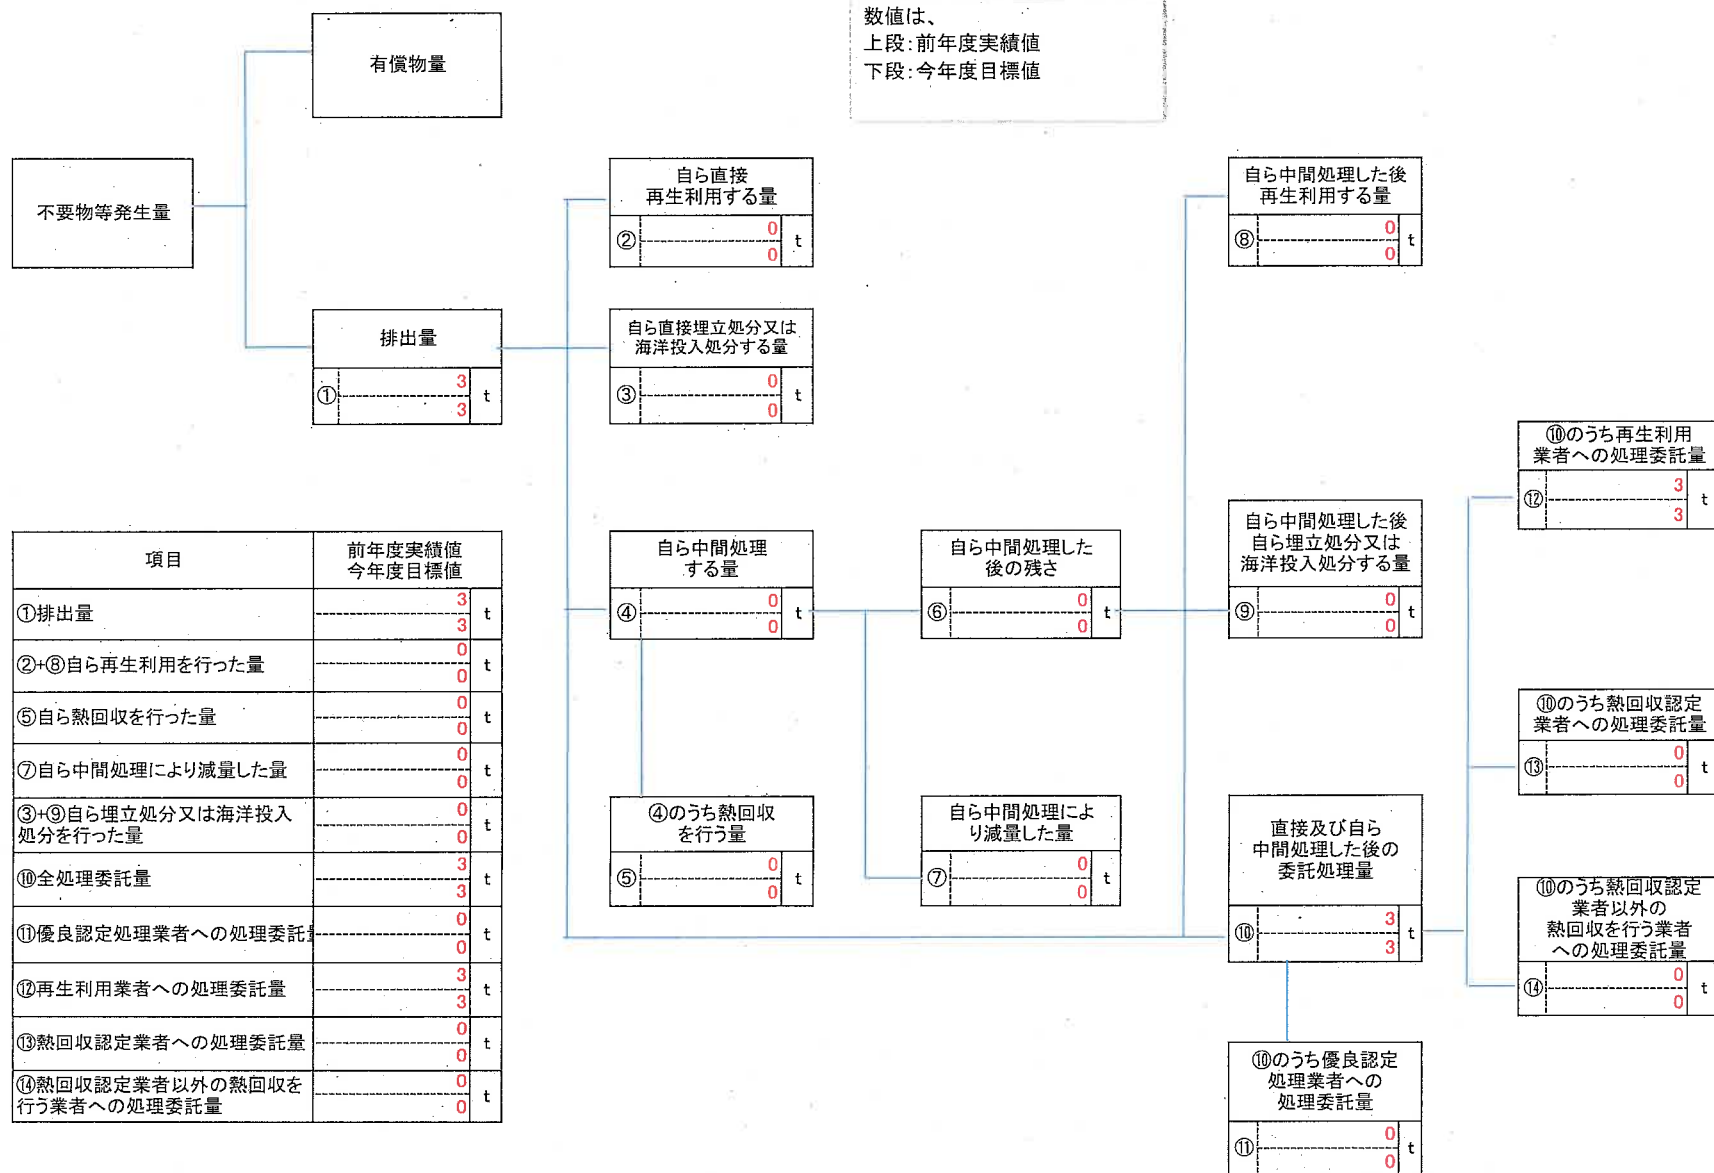 数値は、
上段:前年度実績値
下段:今年度目標値
有償物量
不要物等発生量
排出量
①
3
3
t
自ら直接
再生利用する量
②
0
0
t
自ら直接埋立処分又は
海洋投入処分する量
③
0
0
t
自ら中間処理
する量
④
0
0
t
④のうち熱回収
を行う量
⑤
0
0
t
自ら中間処理した
後の残さ
⑥
0
0
t
自ら中間処理によ
り減量した量
⑦
0
0
t
自ら中間処理した後
再生利用する量
⑧
0
0
t
自ら中間処理した後
自ら埋立処分又は
海洋投入処分する量
⑨
0
0
t
直接及び自ら
中間処理した後の
委託処理量
⑩
3
3
t
⑩のうち優良認定
処理業者への
処理委託量
⑪
0
0
t
⑩のうち再生利用
業者への処理委託量
⑫
3
3
t
⑩のうち熱回収認定
業者への処理委託量
⑬
0
0
t
⑩のうち熱回収認定
業者以外の
熱回収を行う業者
への処理委託量
⑭
0
0
t
項目
前年度実績値
今年度目標値
①排出量
3
3
t
②+⑧自ら再生利用を行った量
0
0
t
⑤自ら熱回収を行った量
0
0
t
⑦自ら中間処理により減量した量
0
0
t
③+⑨自ら埋立処分又は海洋投入
処分を行った量
0
0
t
⑩全処理委託量
3
3
t
⑪優良認定処理業者への処理委託
0
0
t
⑫再生利用業者への処理委託量
3
3
t
⑬熱回収認定業者への処理委託量
0
0
t
⑭熱回収認定業者以外の熱回収を
行う業者への処理委託量
0
0
t